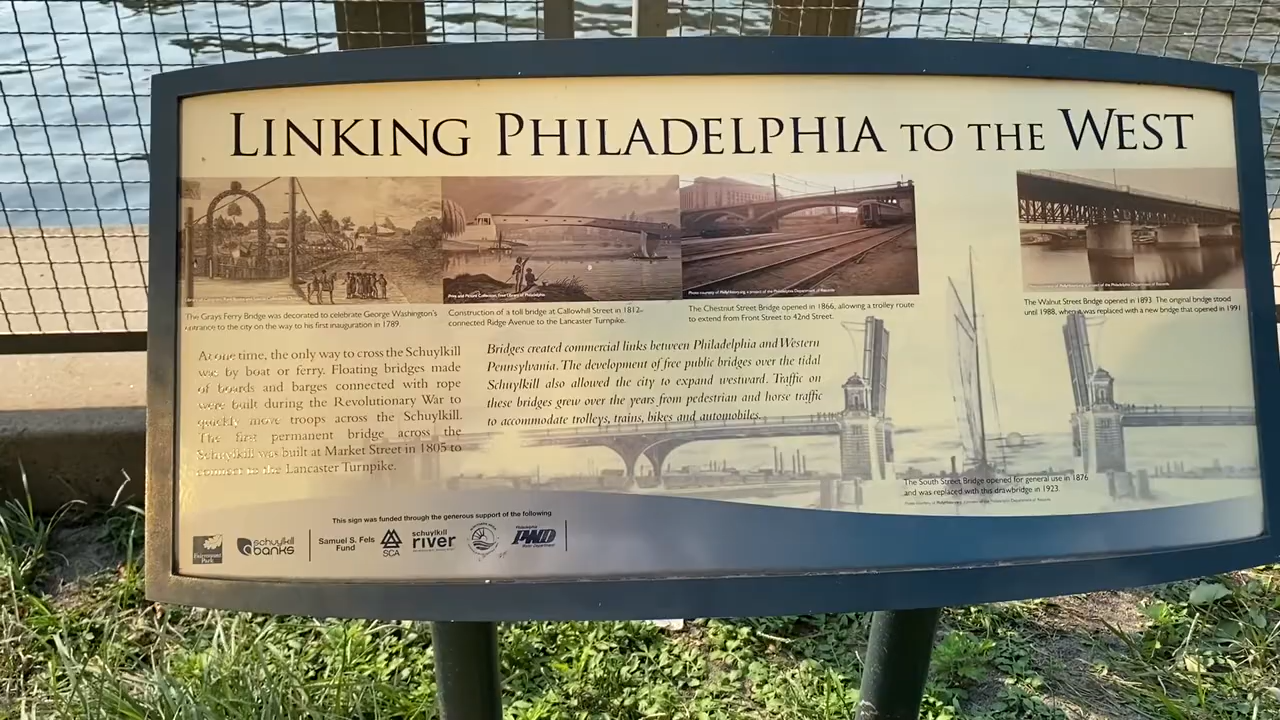 LINKING PHILADELPHIA TO THE WEST
The Grays Ferry Bridge was decorated to celebrate George Washington's
entrance to the city on the way to his first inauguration in 1789.
Construction of a toll bridge at Callowhill Street in 1812-
connected Ridge Avenue to the Lancaster Turnpike.
The Chestnut Street Bridge opened in 1866, allowing a trolley route
to extend from Front Street to 42nd Street.
The Walnut Street Bridge opened in 1893. The original bridge stood
until 1988, when it was replaced with a new bridge that opened in 1991
At one time, the only way to cross the Schuylkill
was by boat or ferry. Floating bridges made
of boards and barges connected with rope
were built during the Revolutionary War to
quickly move troops across the Schuylkill.
The first permanent bridge across the
Schuylkill was built at Market Street in 1805 to
connect to the Lancaster Turnpike.
Bridges created commercial links between Philadelphia and Western
Pennsylvania. The development of free public bridges over the tidal
Schuylkill also allowed the city to expand westward. Traffic on
these bridges grew over the years from pedestrian and horse traffic
to accommodate trolleys, trains, bikes and automobiles.
The South Street Bridge opened for general use in 1876
and was replaced with this drawbridge in 1923.
This sign was funded through the generous support of the following
Fairmount
Park
schuylkill
banks
Samuel S. Fels
Fund
SCA
schuylkill
river
Philadelphia
PWD
Water Department